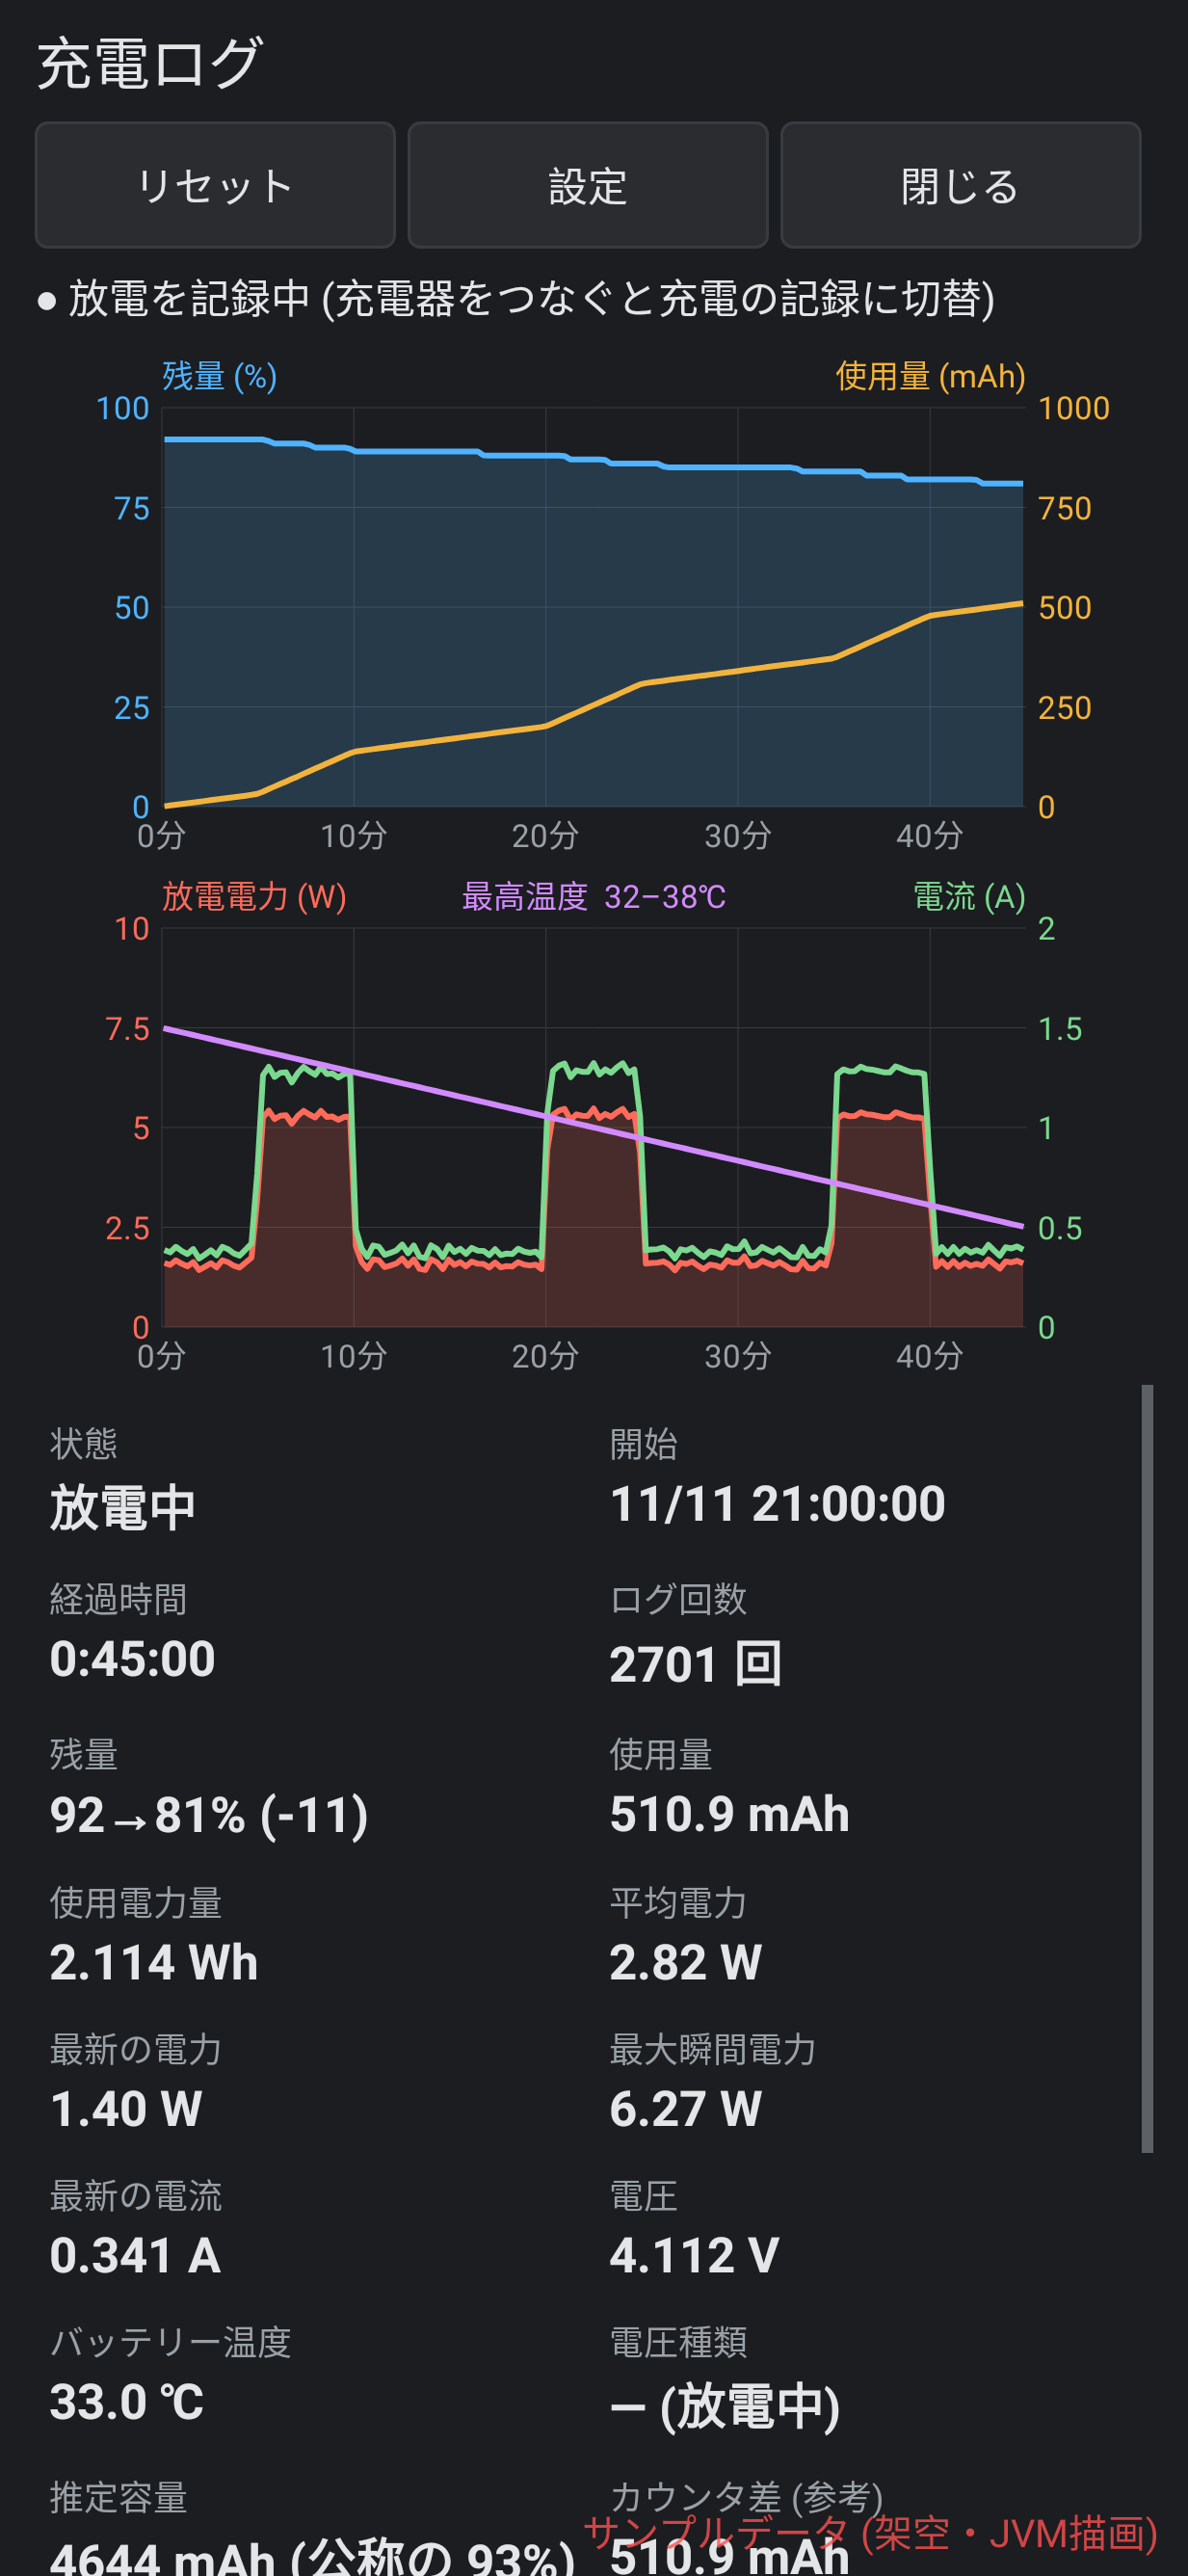 充電ログ
リセット 設定 閉じる
● 放電を記録中 (充電器をつなぐと充電の記録に切替)
残量 (%) 使用量 (mAh)
100 1000
75 750
50 500
25 250
0 0
0分 10分 20分 30分 40分
放電電力 (W) 最高温度 32–38℃ 電流 (A)
10 2
7.5 1.5
5 1
2.5 0.5
0 0
0分 10分 20分 30分 40分
状態 開始
放電中 11/11 21:00:00
経過時間 ログ回数
0:45:00 2701 回
残量 使用量
92→81% (-11) 510.9 mAh
使用電力量 平均電力
2.114 Wh 2.82 W
最新の電力 最大瞬間電力
1.40 W 6.27 W
最新の電流 電圧
0.341 A 4.112 V
バッテリー温度 電圧種類
33.0 ℃ — (放電中)
推定容量 カウンタ差 (参考)
サンプルデータ (架空・JVM描画)
4644 mAh (公称の 93%) 510.9 mAh